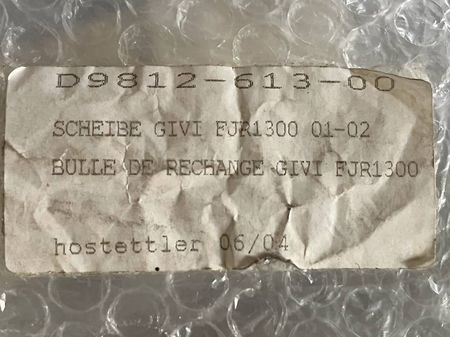 D9812-613-00
SCHEIBE GIVI FJR1300 01-02
BULLE DE RECHANGE GIVI FJR1300
hostettler 06/04